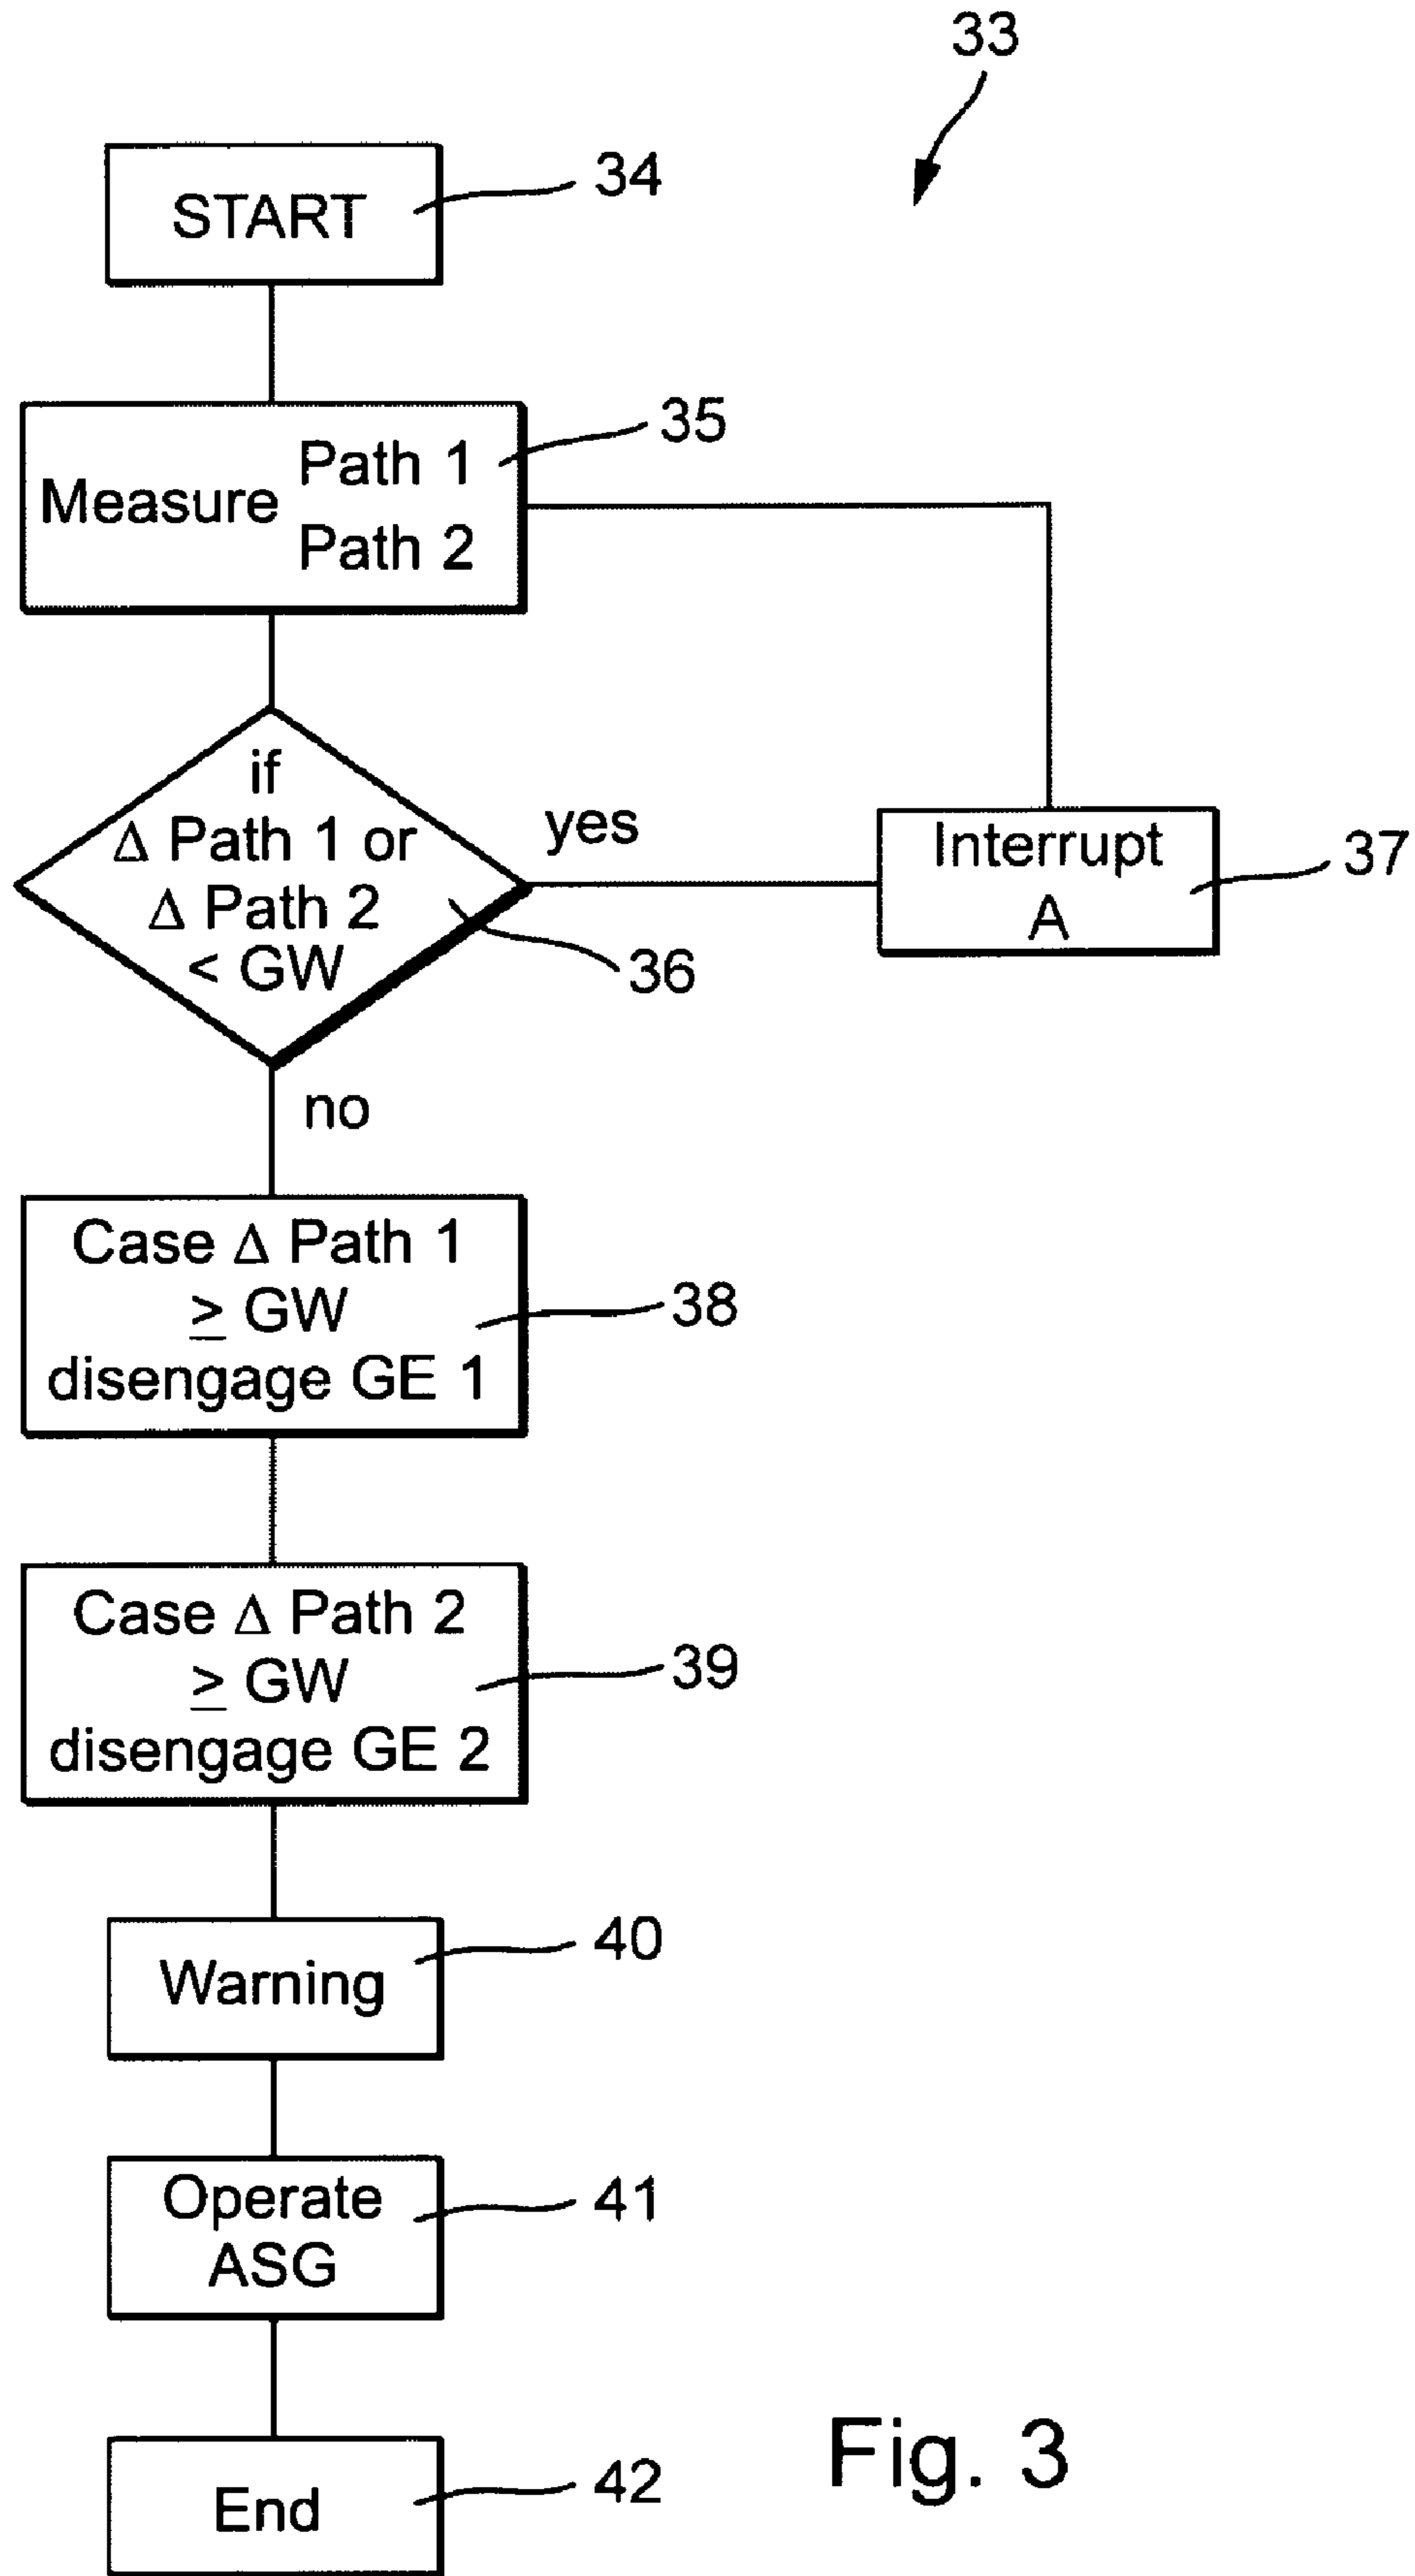 33
START
34
Measure
Path 1
Path 2
35
if
Δ Path 1 or
Δ Path 2
< GW
36
yes
Interrupt
A
37
no
Case Δ Path 1
≥ GW
disengage GE 1
38
Case Δ Path 2
≥ GW
disengage GE 2
39
Warning
40
Operate
ASG
41
End
42
Fig. 3